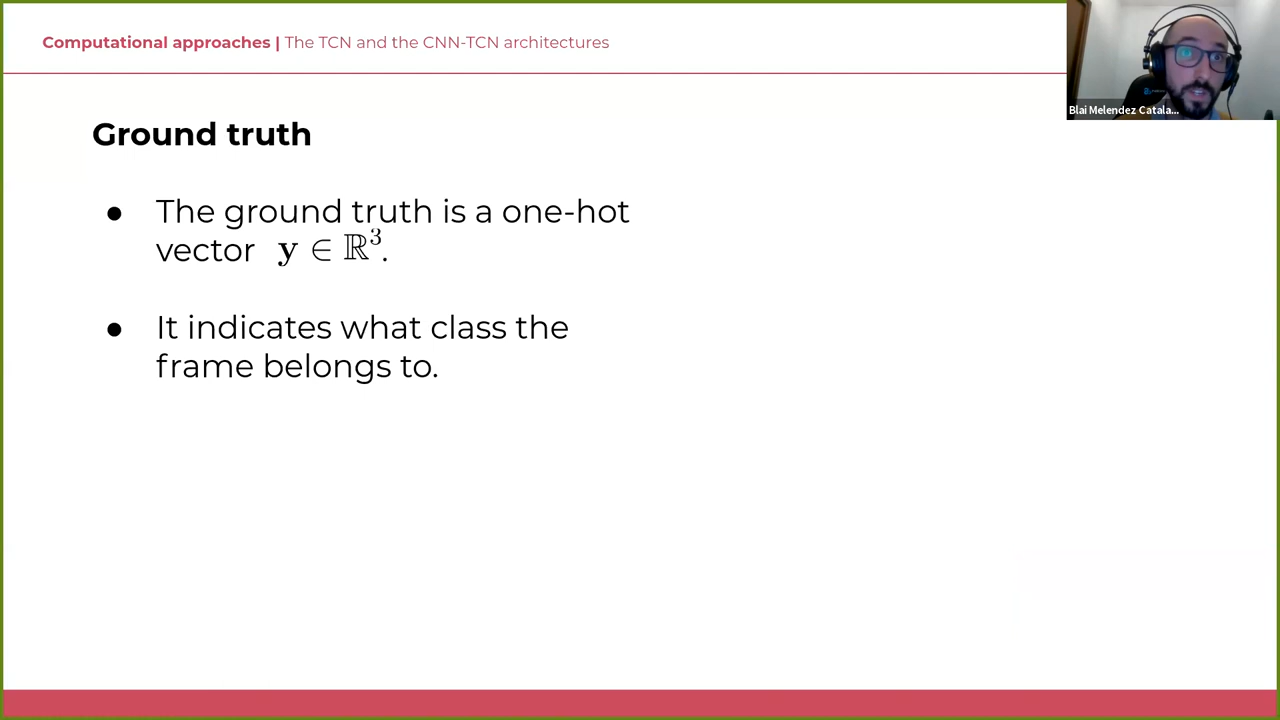 Computational approaches | The TCN and the CNN-TCN architectures
Blai Melendez Catala...
Ground truth
● The ground truth is a one-hot
vector y ∈ ℝ³.
● It indicates what class the
frame belongs to.